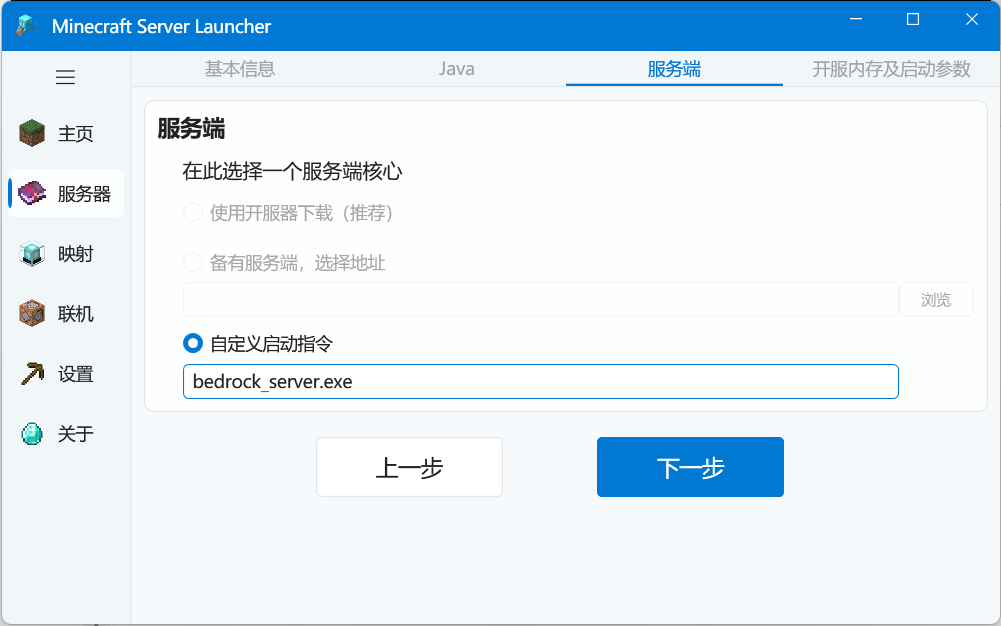 Minecraft Server Launcher
基本信息
Java
服务端
开服内存及启动参数
主页
服务器
映射
联机
设置
关于
服务端
在此选择一个服务端核心
使用开服器下载（推荐）
备有服务端，选择地址
浏览
自定义启动指令
bedrock_server.exe
上一步
下一步